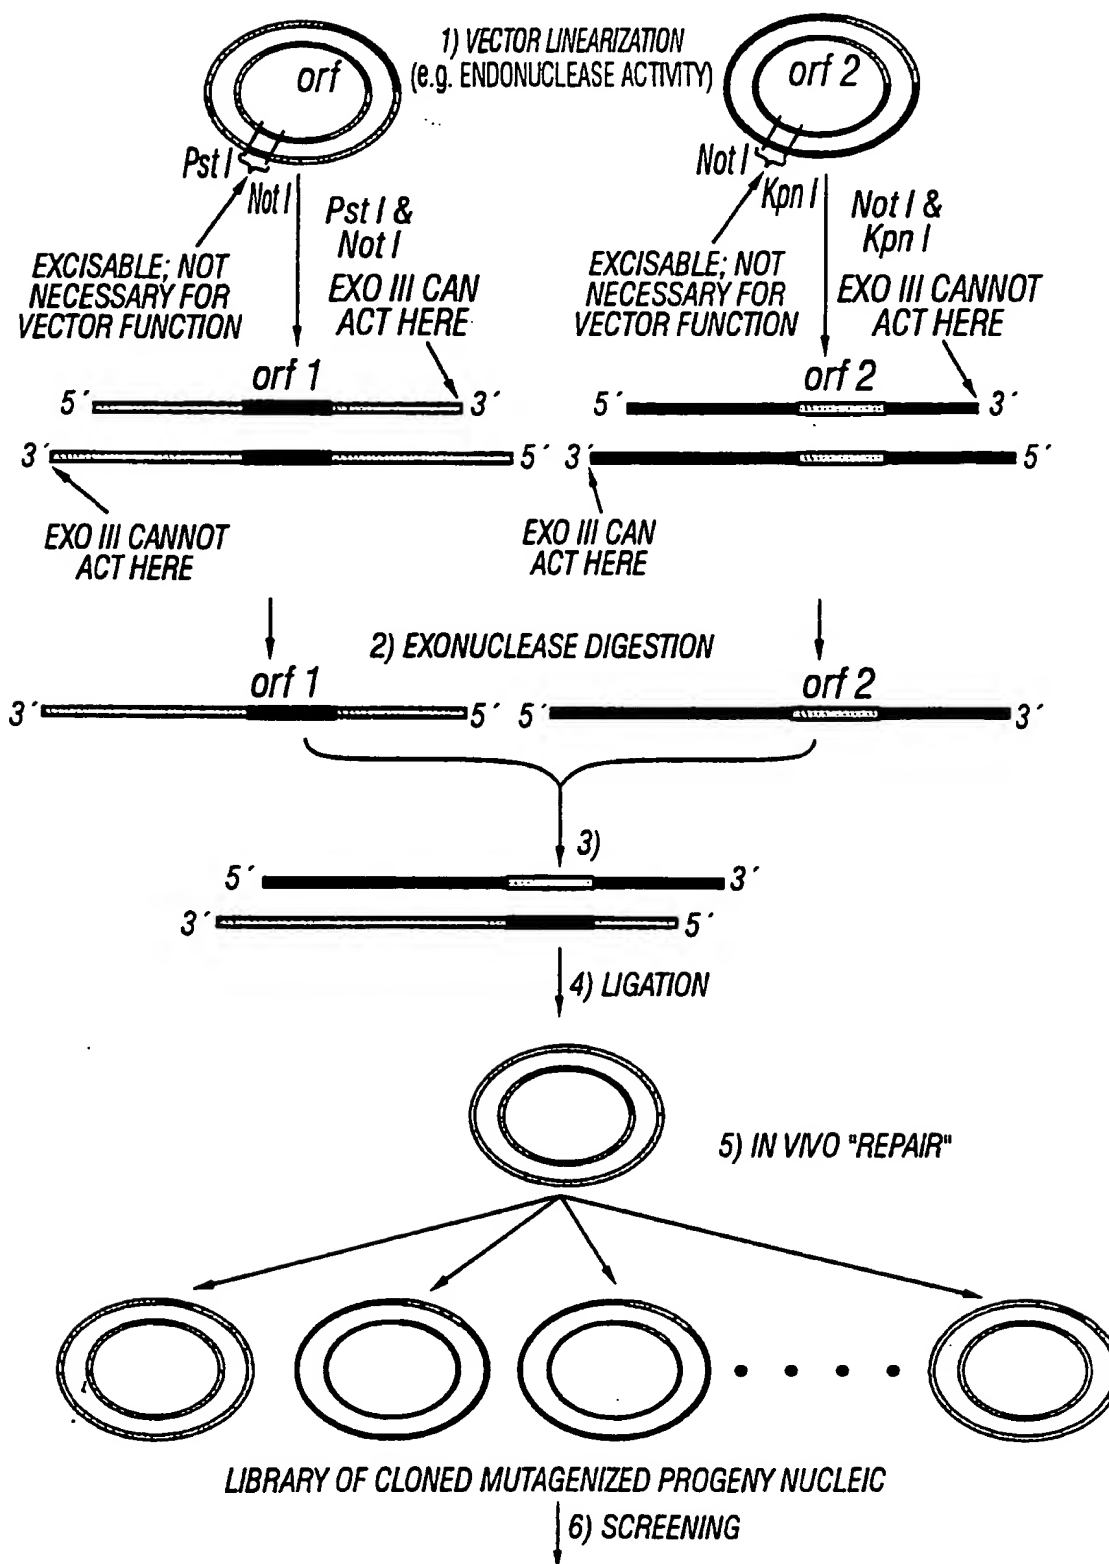 1) VECTOR LINEARIZATION
(e.g. ENDONUCLEASE ACTIVITY)
orf
orf 2
Pst I
Not I
Not I
Kpn I
Pst I &
Not I
Not I &
Kpn I
EXCISABLE; NOT
NECESSARY FOR
VECTOR FUNCTION
EXO III CAN
ACT HERE
EXCISABLE; NOT
NECESSARY FOR
VECTOR FUNCTION
EXO III CANNOT
ACT HERE
orf 1
orf 2
5´ 3´
5´ 3´
3´ 5´
3´ 5´
EXO III CANNOT
ACT HERE
EXO III CAN
ACT HERE
2) EXONUCLEASE DIGESTION
orf 1
orf 2
3´ 5´
5´ 3´
3)
5´ 3´
3´ 5´
4) LIGATION
5) IN VIVO "REPAIR"
LIBRARY OF CLONED MUTAGENIZED PROGENY NUCLEIC
6) SCREENING